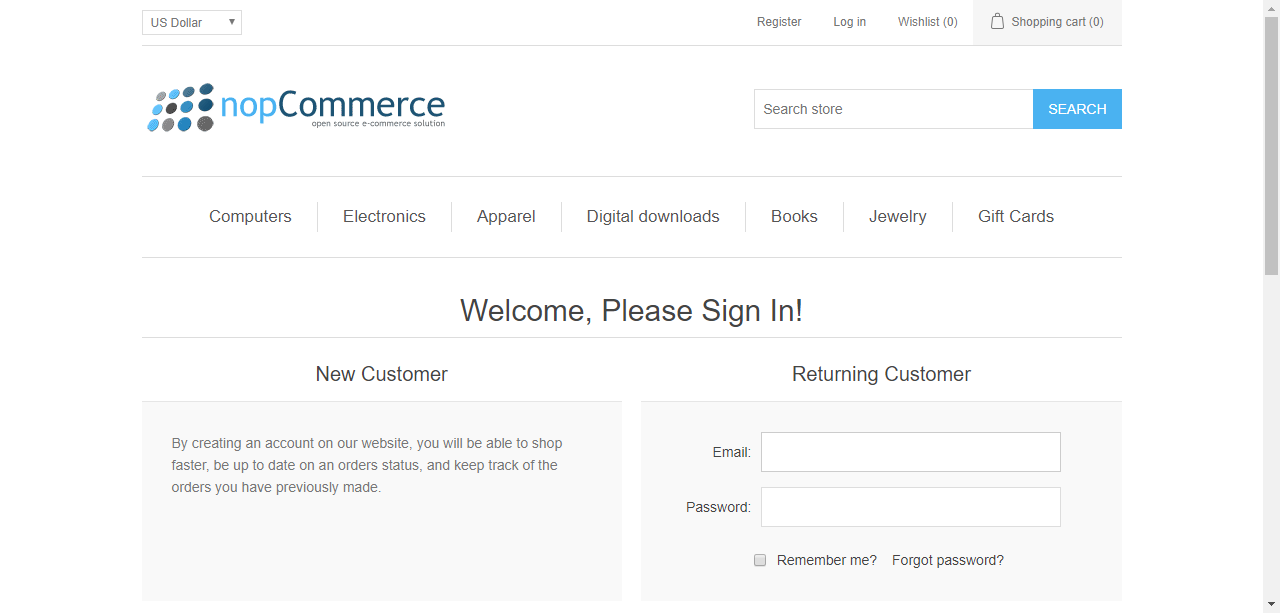 US Dollar
Register
Log in
Wishlist (0)
Shopping cart (0)
nopCommerce
open source e-commerce solution
Search store
SEARCH
Computers
Electronics
Apparel
Digital downloads
Books
Jewelry
Gift Cards
Welcome, Please Sign In!
New Customer
By creating an account on our website, you will be able to shop
faster, be up to date on an orders status, and keep track of the
orders you have previously made.
Returning Customer
Email:
Password:
Remember me?
Forgot password?